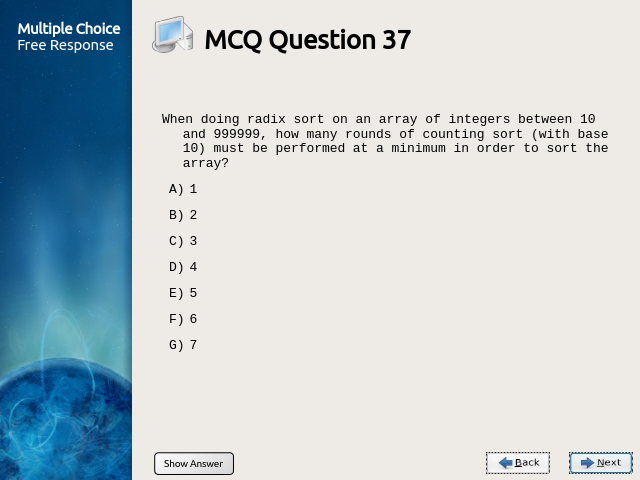 Multiple Choice
Free Response
MCQ Question 37
When doing radix sort on an array of integers between 10
and 999999, how many rounds of counting sort (with base
10) must be performed at a minimum in order to sort the
array?
A) 1
B) 2
C) 3
D) 4
E) 5
F) 6
G) 7
Show Answer
Back
Next